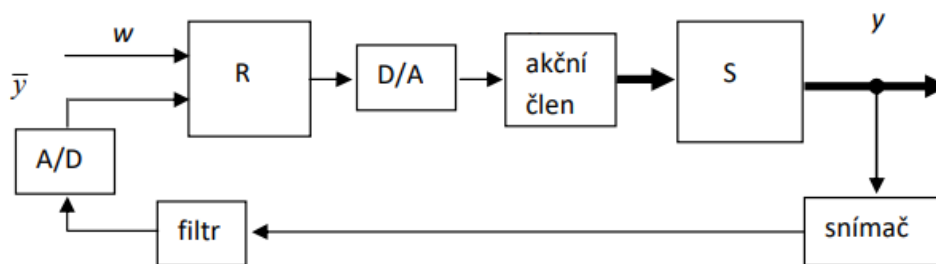 w
y
ȳ
R
D/A
akční
člen
S
A/D
filtr
snímač